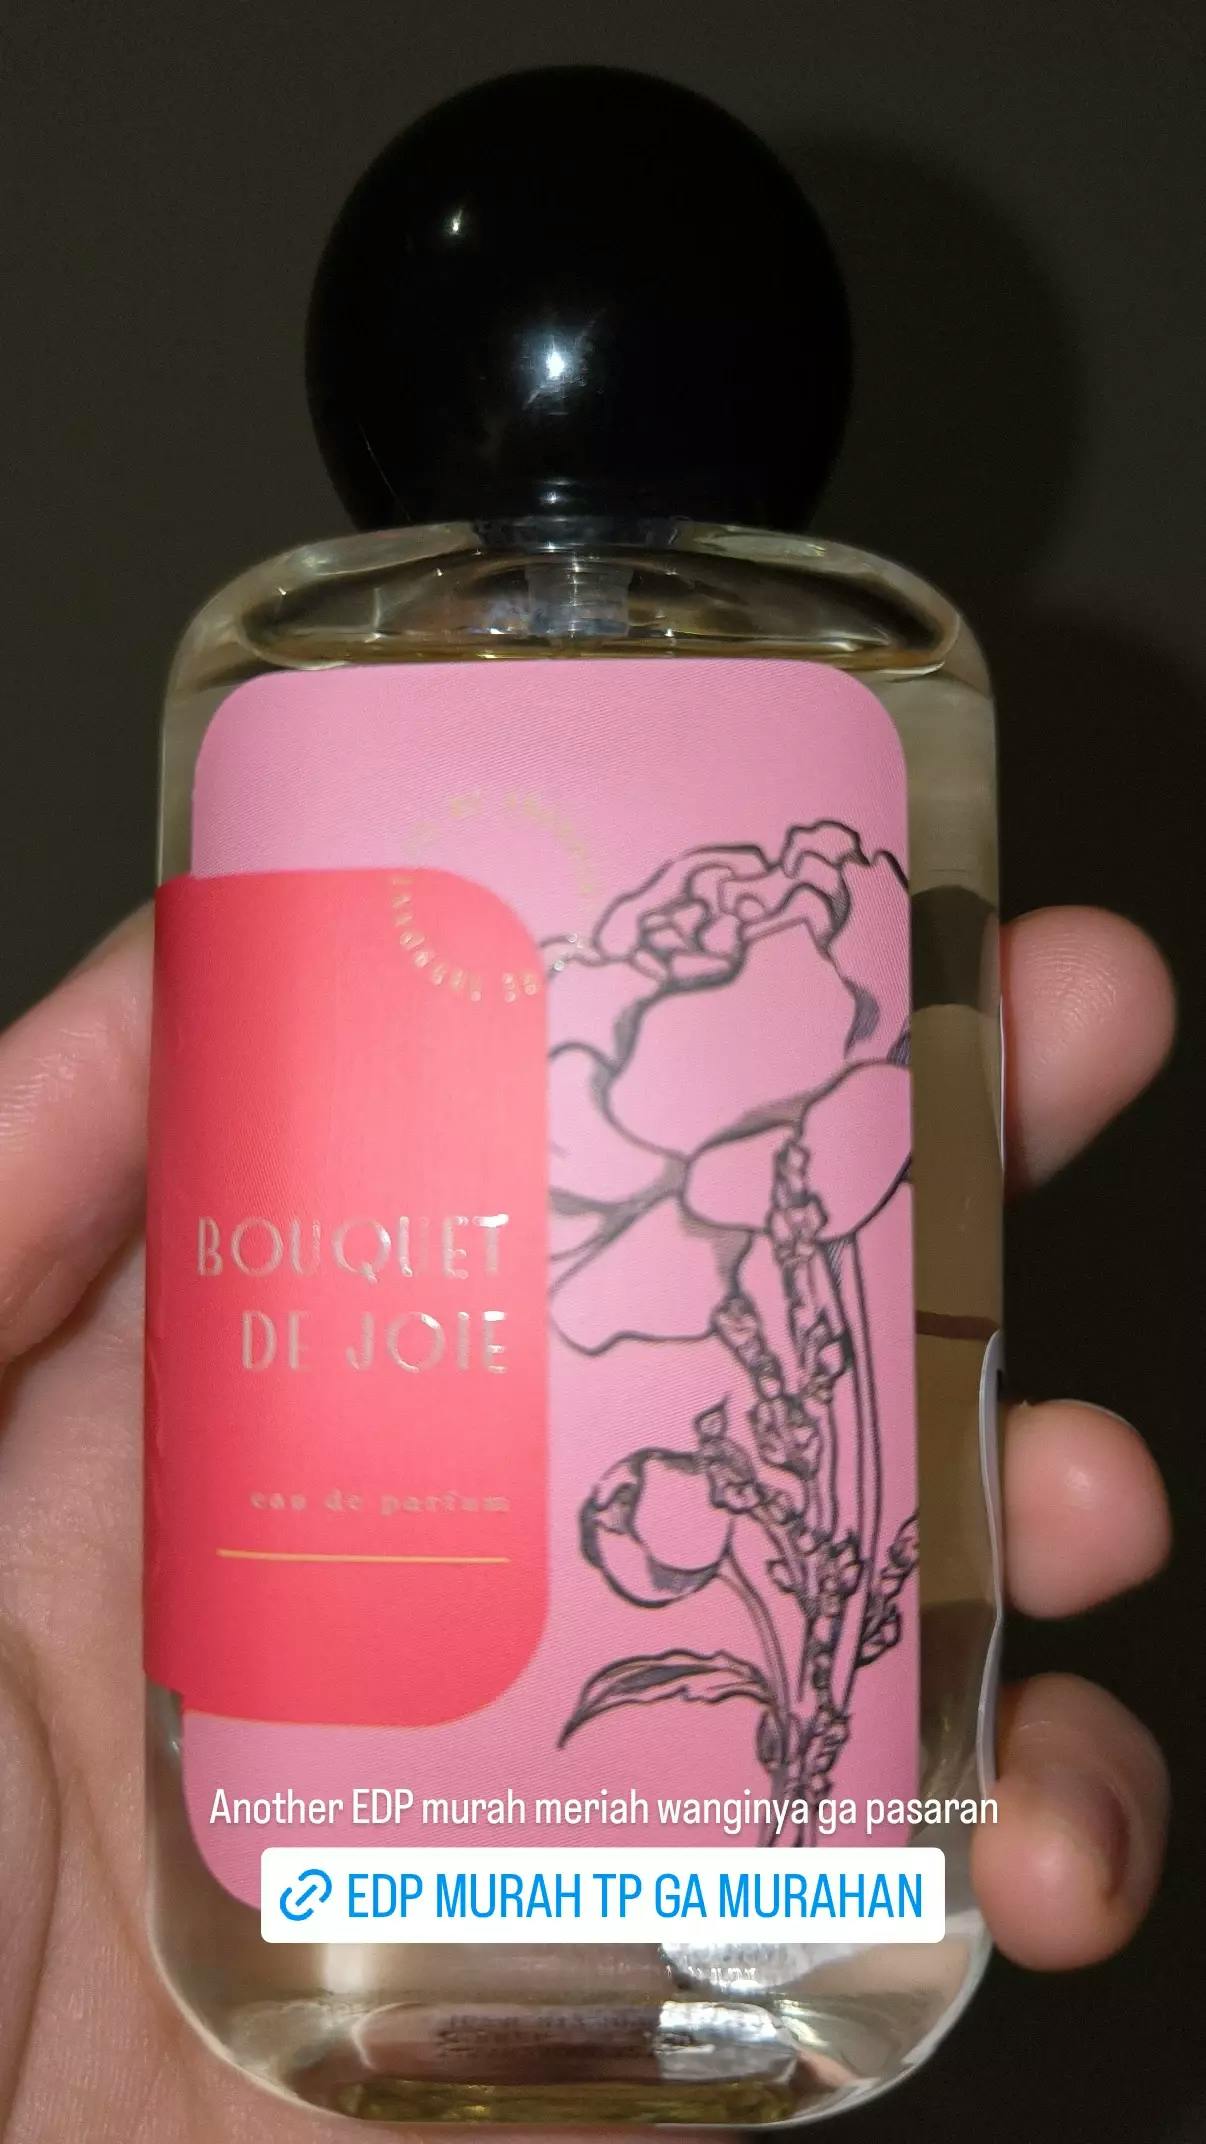 BOUQUET
DE JOIE
eau de parfum
Another EDP murah meriah wanginya ga pasaran
EDP MURAH TP GA MURAHAN